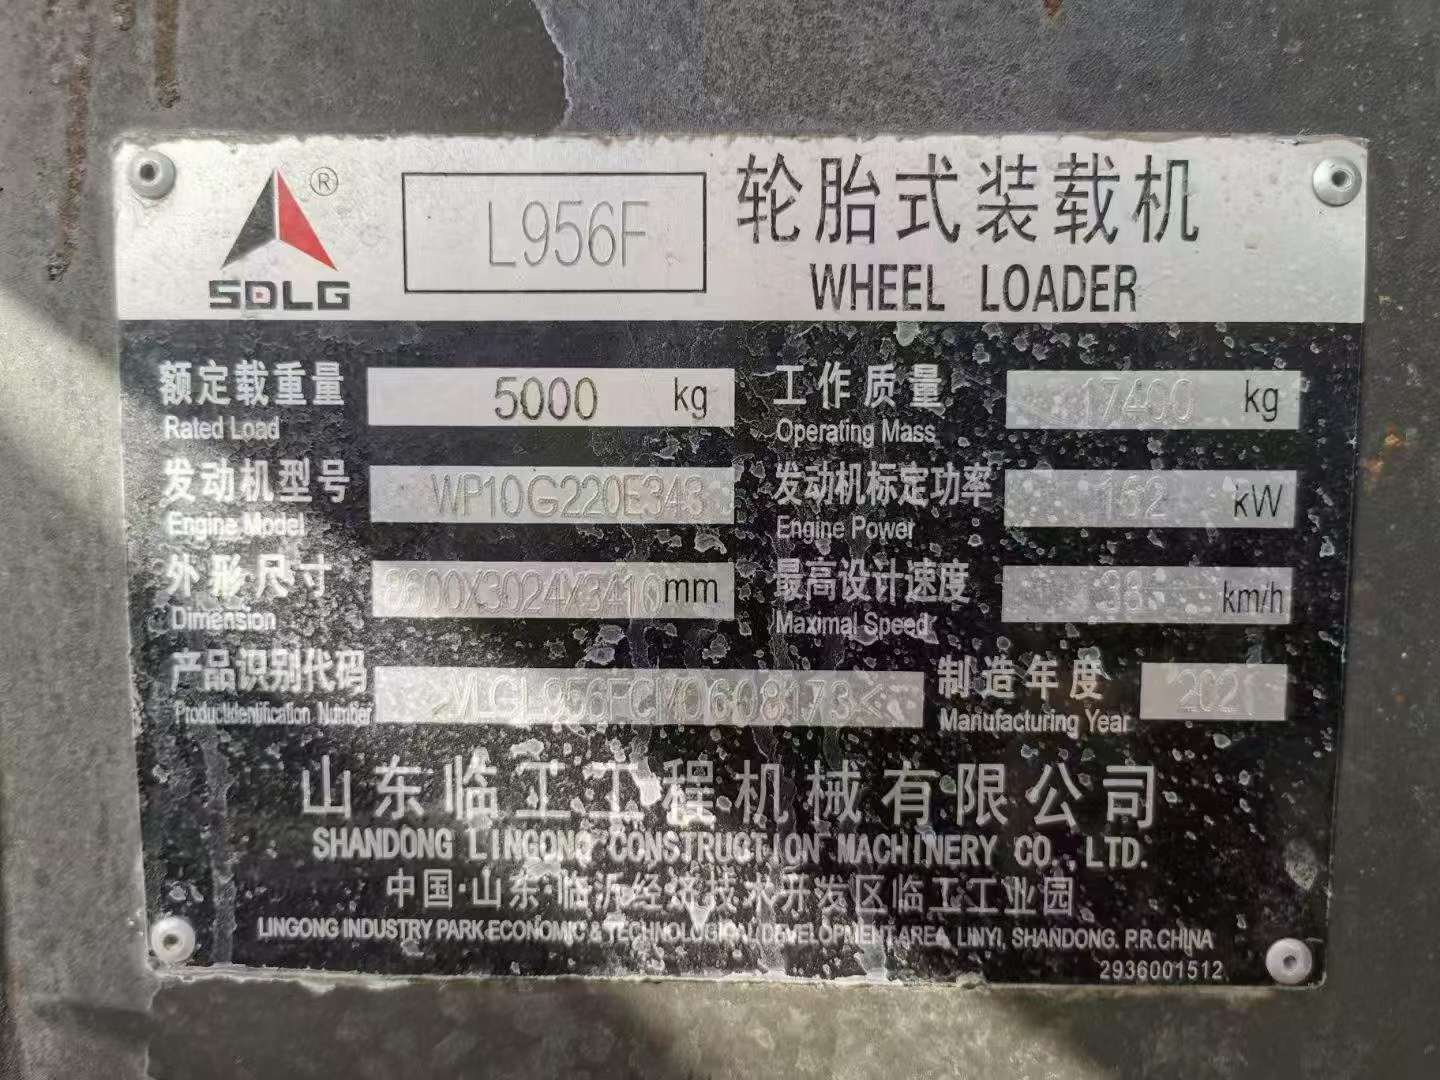 SDLG ® L956F 轮胎式装载机
WHEEL LOADER
额定载重量 5000 kg 工作质量 17400 kg
Rated Load Operating Mass
发动机型号 WP10G220E343 发动机标定功率 162 kW
Engine Model Engine Power
外形尺寸 8600X3024X3410 mm 最高设计速度 38 km/h
Dimension Maximal Speed
产品识别代码 制造年度 2021
Product Identification Number Manufacturing Year
山东临工工程机械有限公司
SHANDONG LINGONG CONSTRUCTION MACHINERY CO., LTD.
中国·山东·临沂经济技术开发区临工工业园
LINGONG INDUSTRY PARK ECONOMIC & TECHNOLOGICAL DEVELOPMENT AREA, LINYI, SHANDONG. P.R.CHINA
2936001512